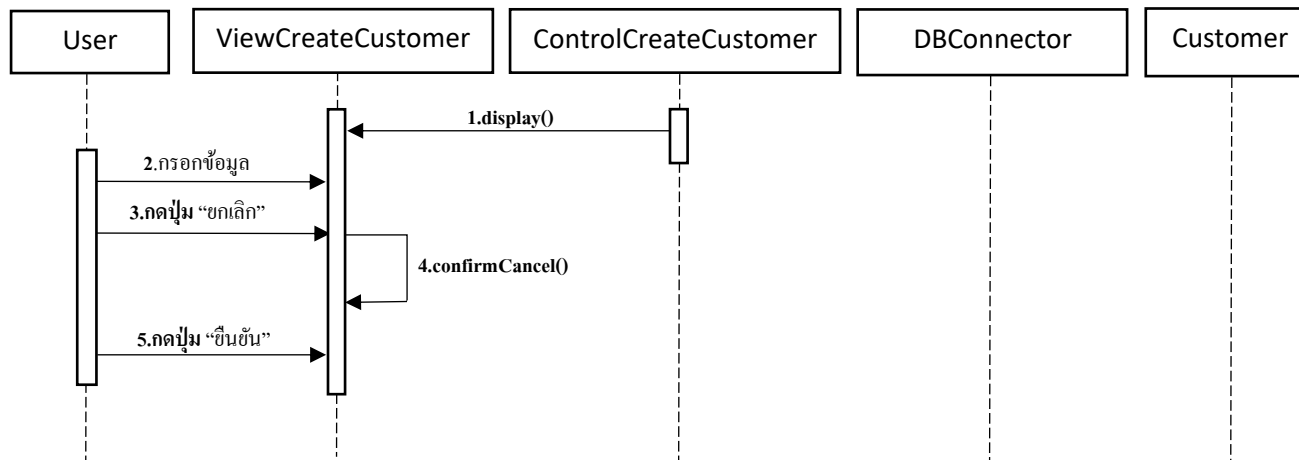 User
ViewCreateCustomer
ControlCreateCustomer
DBConnector
Customer
1.display()
2.กรอกข้อมูล
3.กดปุ่ม “ยกเลิก”
4.confirmCancel()
5.กดปุ่ม “ยืนยัน”